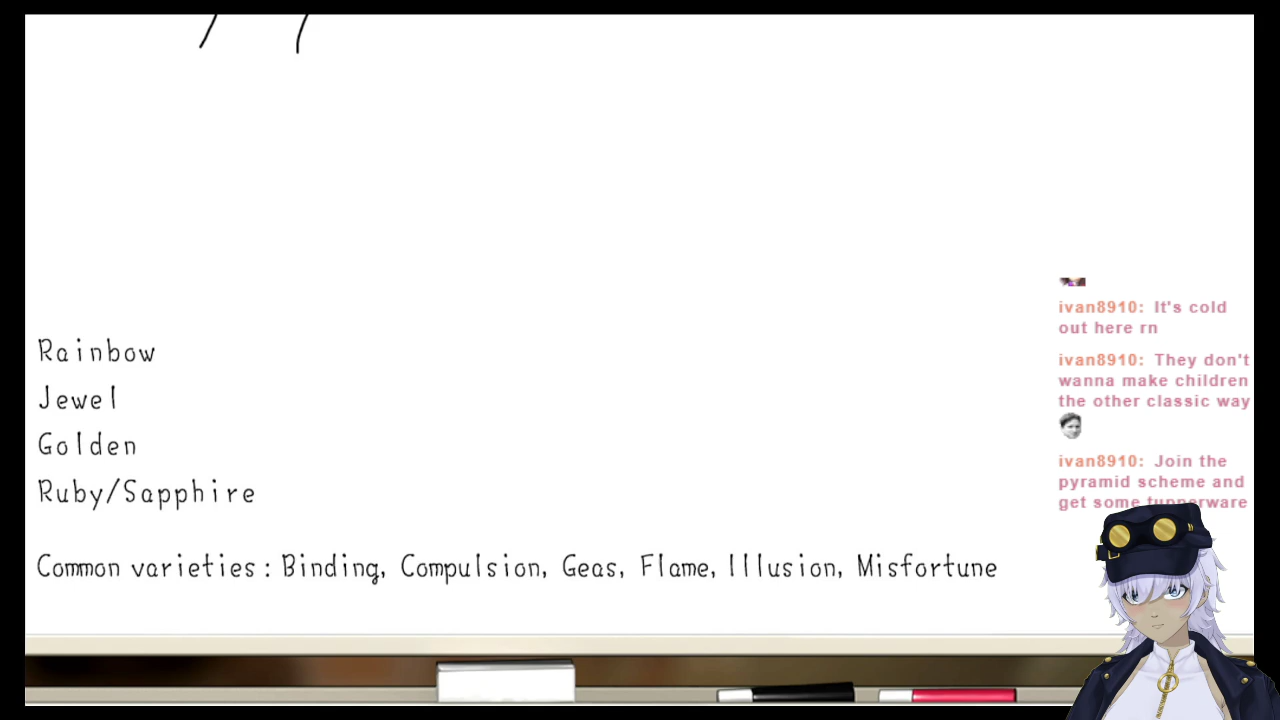 Rainbow
Jewel
Golden
Ruby/Sapphire
Common varieties: Binding, Compulsion, Geas, Flame, Illusion, Misfortune
ivan8910: It's cold
out here rn
ivan8910: They don't
wanna make children
the other classic way
ivan8910: Join the
pyramid scheme and
get some tupperware